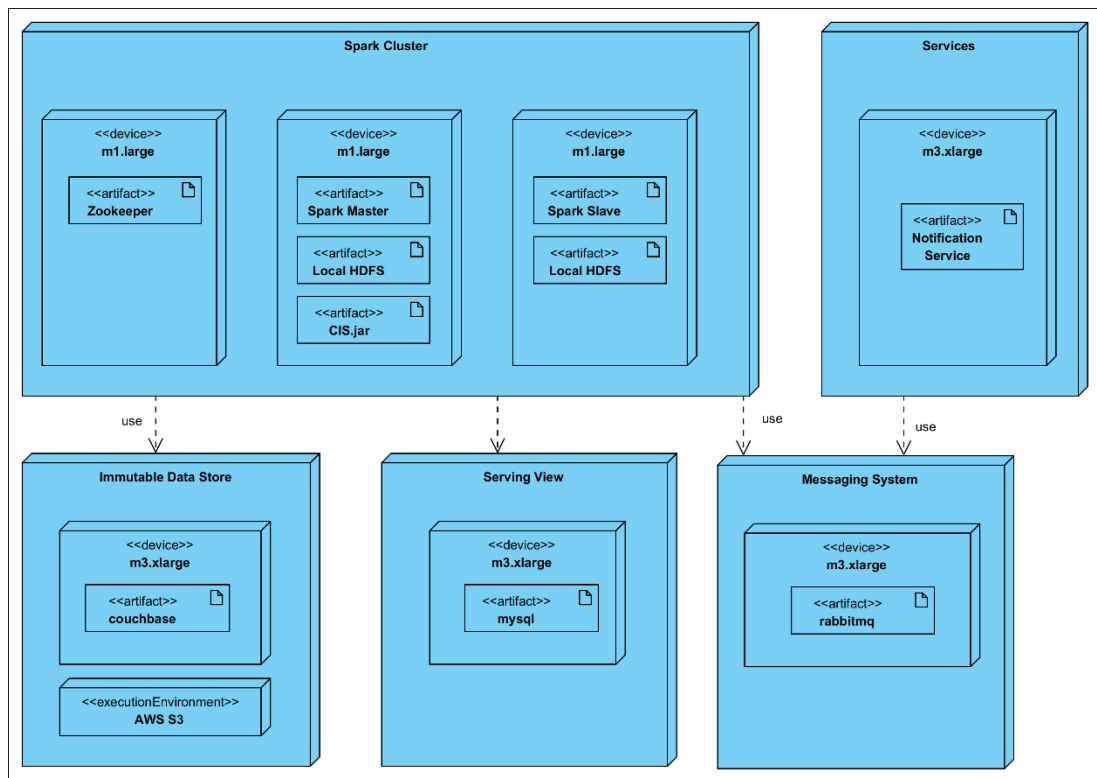 Spark Cluster
<<device>>
m1.large
<<artifact>>
Zookeeper
<<device>>
m1.large
<<artifact>>
Spark Master
<<artifact>>
Local HDFS
<<artifact>>
CIS.jar
<<device>>
m1.large
<<artifact>>
Spark Slave
<<artifact>>
Local HDFS
Services
<<device>>
m3.xlarge
<<artifact>>
Notification
Service
use
use
use
Immutable Data Store
<<device>>
m3.xlarge
<<artifact>>
couchbase
<<executionEnvironment>>
AWS S3
Serving View
<<device>>
m3.xlarge
<<artifact>>
mysql
Messaging System
<<device>>
m3.xlarge
<<artifact>>
rabbitmq